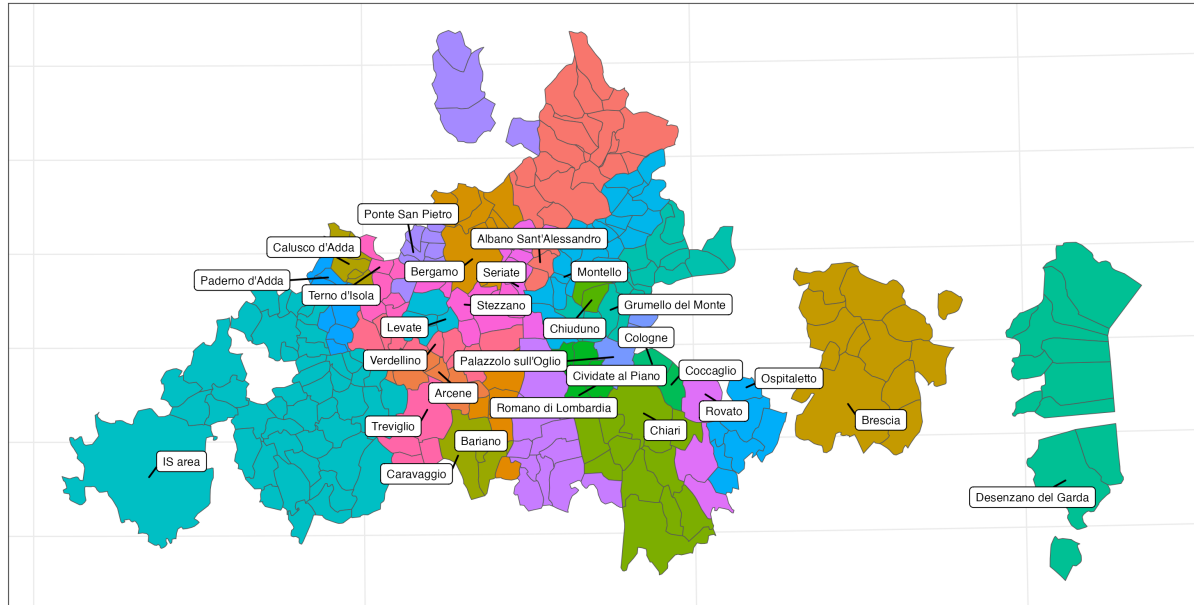 Ponte San Pietro
Calusco d'Adda
Albano Sant'Alessandro
Paderno d'Adda
Bergamo
Seriate
Montello
Terno d'Isola
Stezzano
Grumello del Monte
Levate
Chiuduno
Cologne
Verdellino
Palazzolo sull'Oglio
Cividate al Piano
Coccaglio
Ospitaletto
Arcene
Romano di Lombardia
Rovato
Treviglio
Chiari
Brescia
Bariano
IS area
Caravaggio
Desenzano del Garda